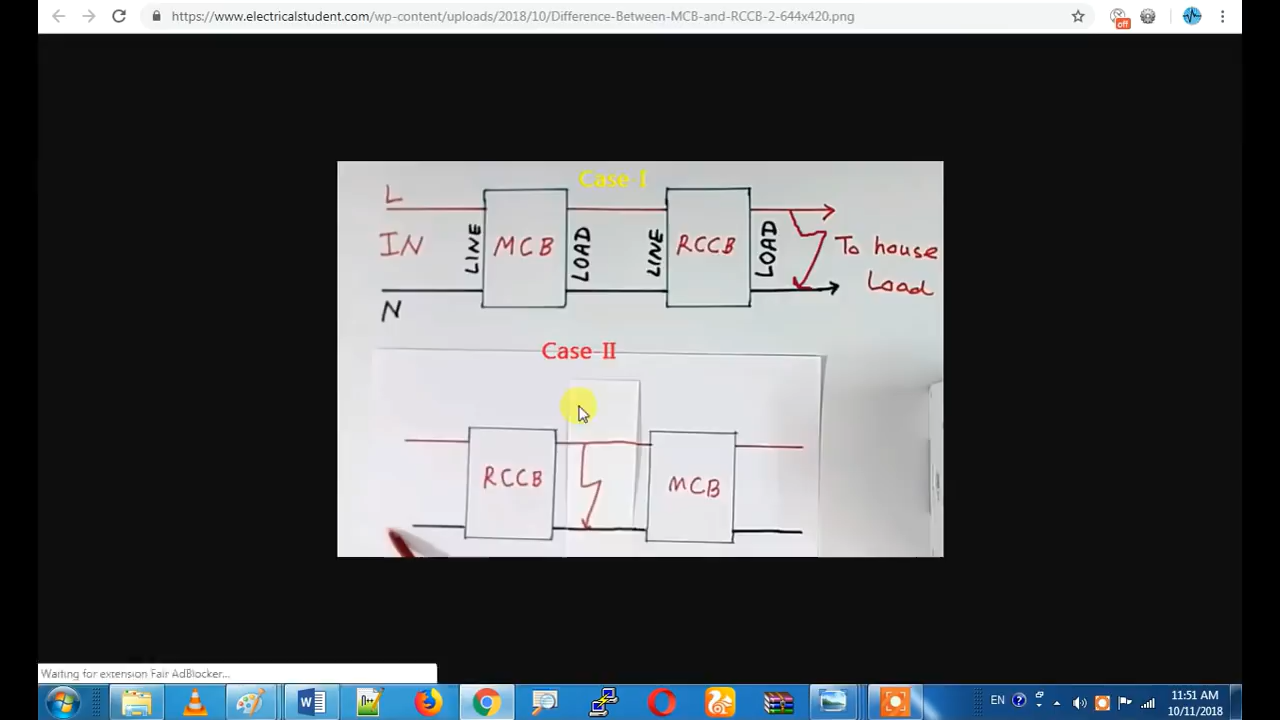 https://www.electricalstudent.com/wp-content/uploads/2018/10/Difference-Between-MCB-and-RCCB-2-644x420.png
off
Case-I
L
IN
N
LINE
MCB
LOAD
LINE
RCCB
LOAD
To house
Load
Case-II
RCCB
MCB
Waiting for extension Fair AdBlocker...
EN
11:51 AM
10/11/2018